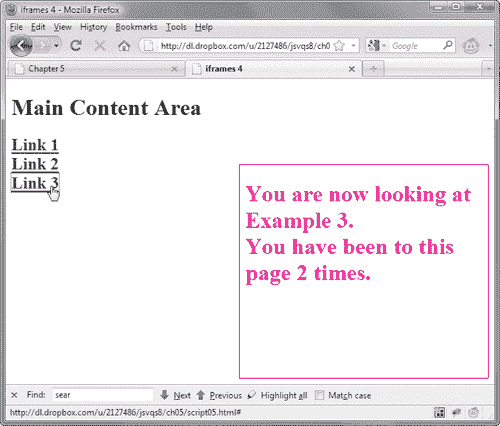 iframes 4 - Mozilla Firefox
File Edit View History Bookmarks Tools Help
http://dl.dropbox.com/u/2127486/jsvqs8/ch0
Google
Chapter 5
iframes 4
Main Content Area
Link 1
Link 2
Link 3
You are now looking at
Example 3.
You have been to this
page 2 times.
Find: sear Next Previous Highlight all Match case
http://dl.dropbox.com/u/2127486/jsvqs8/ch05/script05.html#